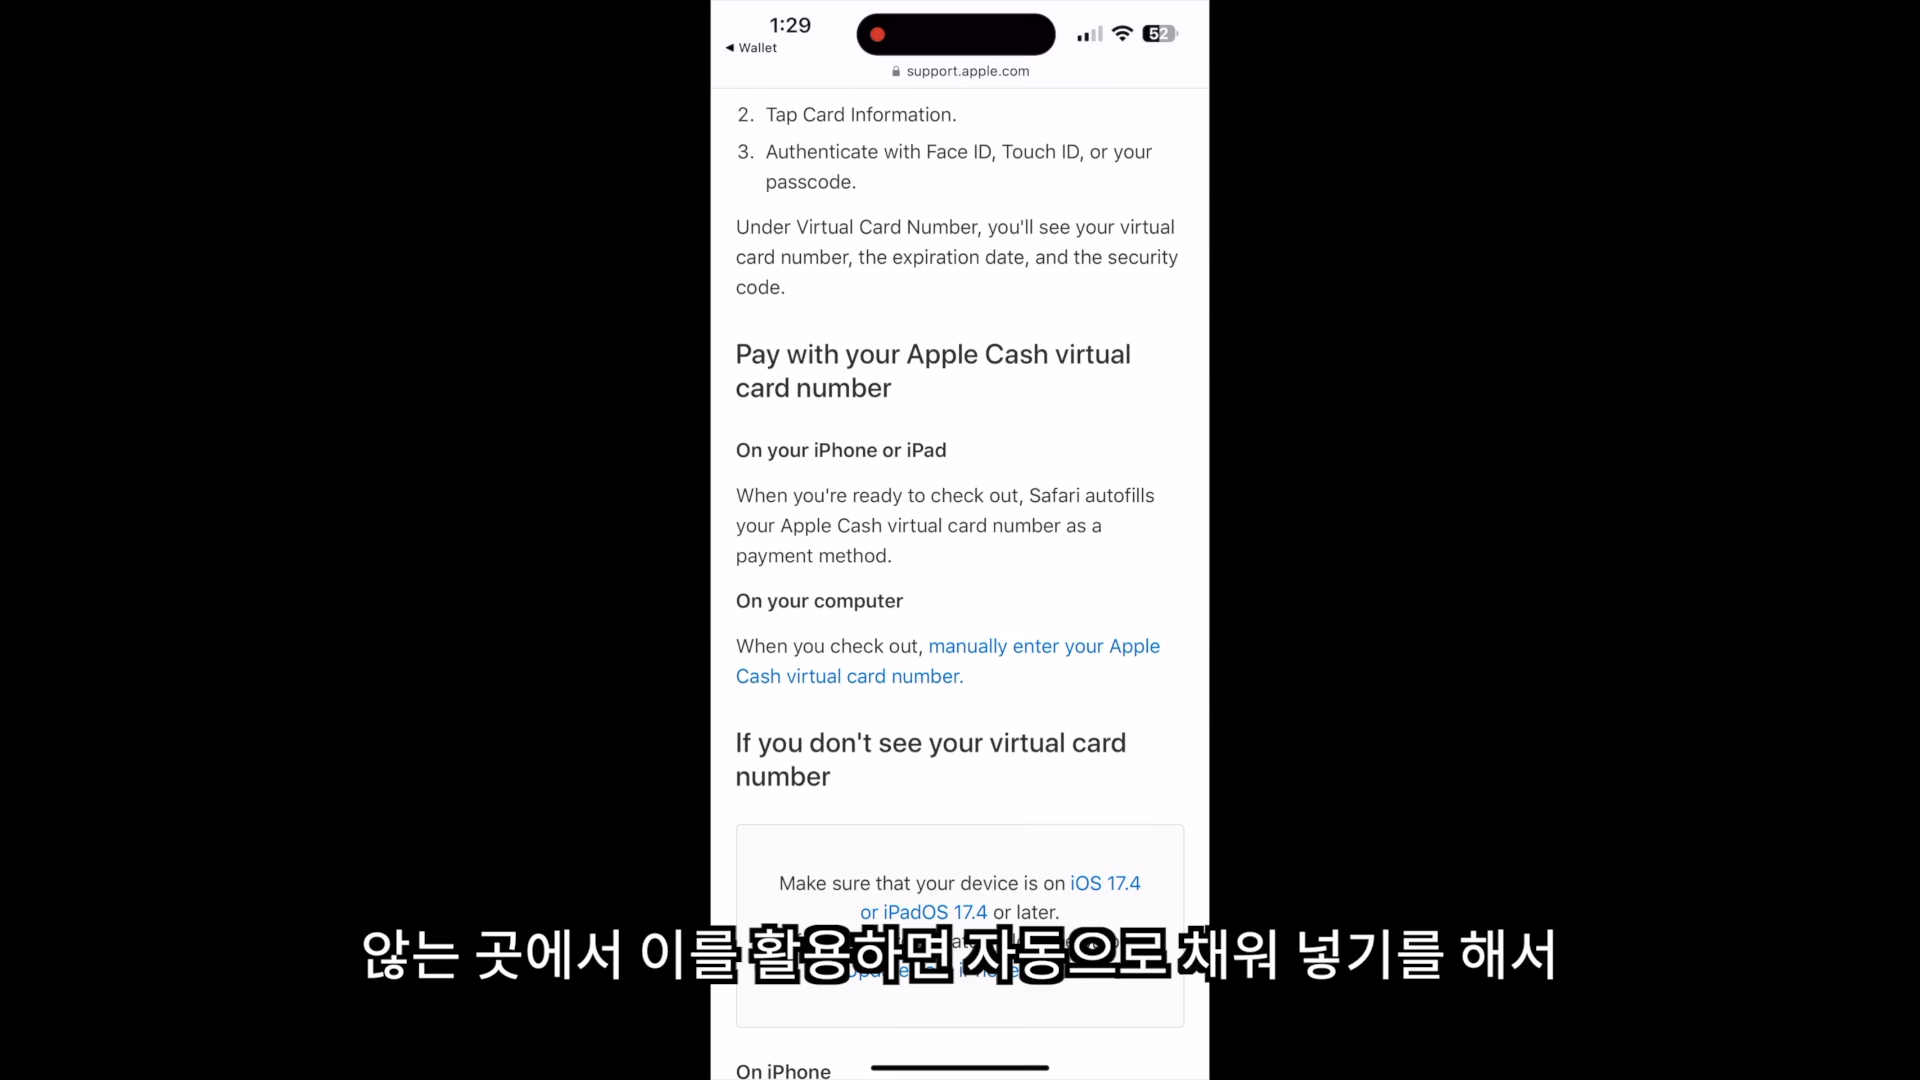 1:29
52
◀ Wallet
support.apple.com
2. Tap Card Information.
3. Authenticate with Face ID, Touch ID, or your
passcode.
Under Virtual Card Number, you'll see your virtual
card number, the expiration date, and the security
code.
Pay with your Apple Cash virtual
card number
On your iPhone or iPad
When you're ready to check out, Safari autofills
your Apple Cash virtual card number as a
payment method.
On your computer
When you check out, manually enter your Apple
Cash virtual card number.
If you don't see your virtual card
number
Make sure that your device is on iOS 17.4
or iPadOS 17.4 or later.
않는 곳에서 이를 활용하면 자동으로 채워 넣기를 해서
On iPhone